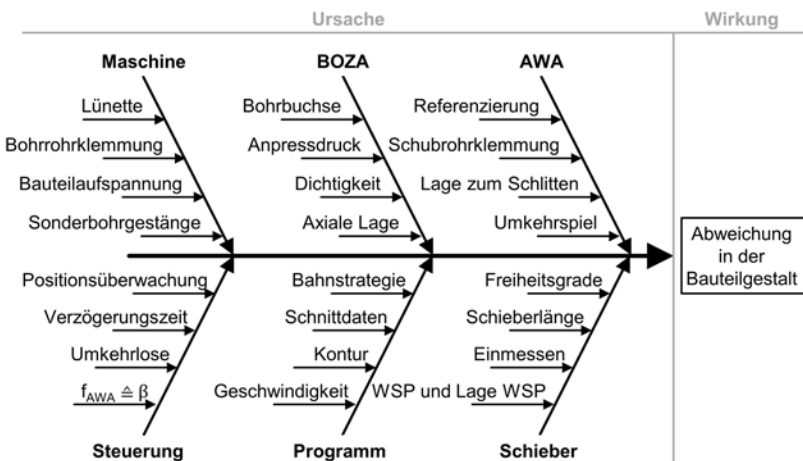 Ursache
Wirkung
Maschine
BOZA
AWA
Lünette
Bohrbuchse
Referenzierung
Bohrrohrklemmung
Anpressdruck
Schubrohrklemmung
Bauteilaufspannung
Dichtigkeit
Lage zum Schlitten
Sonderbohrgestänge
Axiale Lage
Umkehrspiel
Abweichung
in der
Bauteilgestalt
Positionsüberwachung
Bahnstrategie
Freiheitsgrade
Verzögerungszeit
Schnittdaten
Schieberlänge
Umkehrlose
Kontur
Einmessen
f_AWA ≙ β
Geschwindigkeit
WSP und Lage WSP
Steuerung
Programm
Schieber